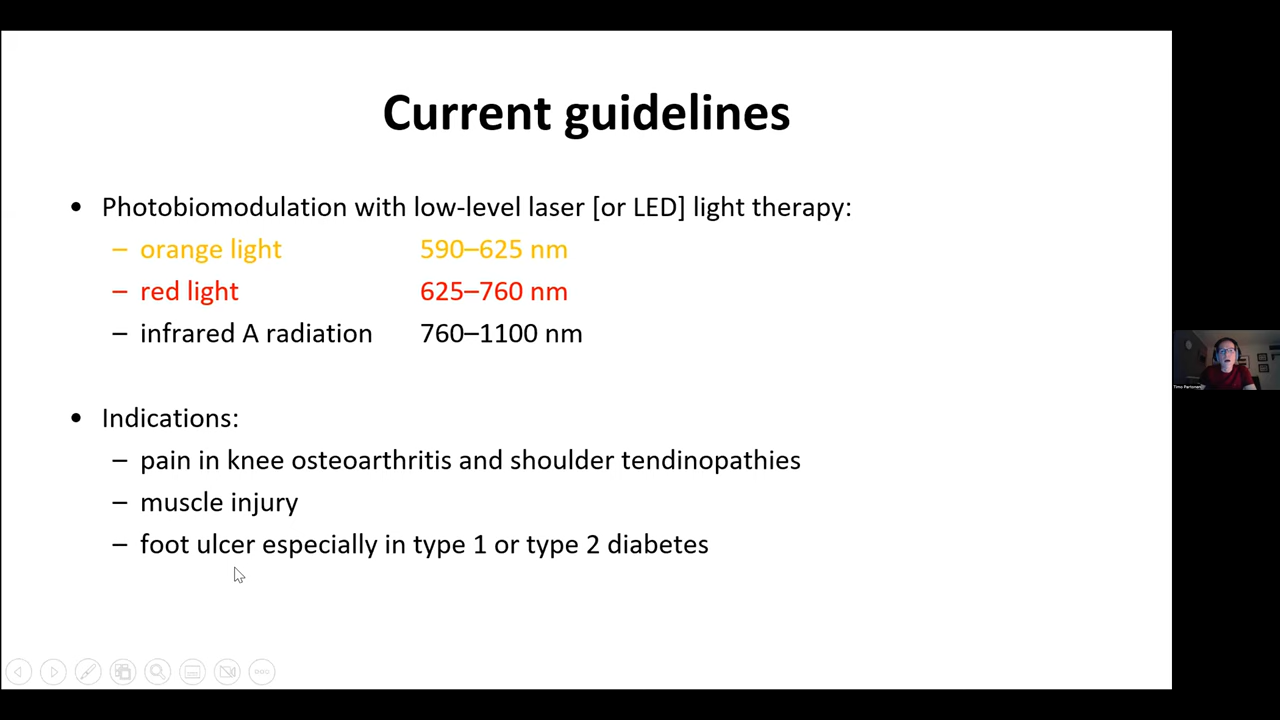 Current guidelines
• Photobiomodulation with low-level laser [or LED] light therapy:
– orange light 590–625 nm
– red light 625–760 nm
– infrared A radiation 760–1100 nm
• Indications:
– pain in knee osteoarthritis and shoulder tendinopathies
– muscle injury
– foot ulcer especially in type 1 or type 2 diabetes
Timo Partonen